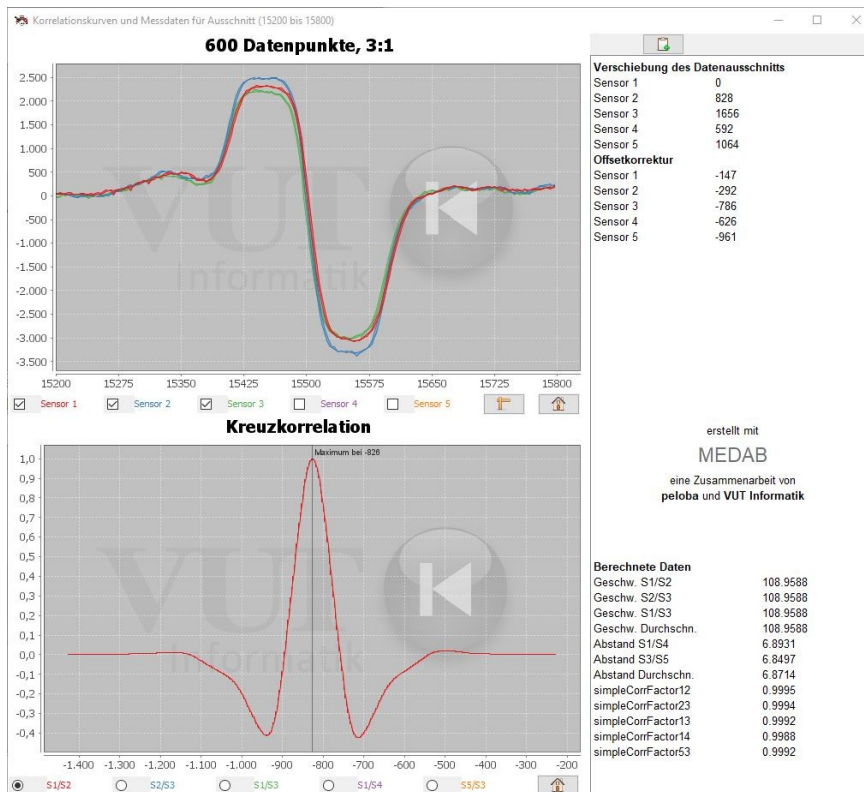 Korrelationskurven und Messdaten für Ausschnitt (15200 bis 15800)
600 Datenpunkte, 3:1
2.500
2.000
1.500
1.000
500
0
-500
-1.000
-1.500
-2.000
-2.500
-3.000
-3.500
VUT
informatik
15200 15275 15350 15425 15500 15575 15650 15725 15800
Sensor 1 Sensor 2 Sensor 3 Sensor 4 Sensor 5
Kreuzkorrelation
Maximum bei -828
1,0
0,9
0,8
0,7
0,6
0,5
0,4
0,3
0,2
0,1
0,0
-0,1
-0,2
-0,3
-0,4
VUT
informatik
-1.400 -1.300 -1.200 -1.100 -1.000 -900 -800 -700 -600 -500 -400 -300 -200
S1/S2 S2/S3 S1/S3 S1/S4 S5/S3
Verschiebung des Datenausschnitts
Sensor 1 0
Sensor 2 828
Sensor 3 1656
Sensor 4 592
Sensor 5 1064
Offsetkorrektur
Sensor 1 -147
Sensor 2 -292
Sensor 3 -786
Sensor 4 -626
Sensor 5 -961
erstellt mit
MEDAB
eine Zusammenarbeit von
peloba und VUT Informatik
Berechnete Daten
Geschw. S1/S2 108.9588
Geschw. S2/S3 108.9588
Geschw. S1/S3 108.9588
Geschw. Durchschn. 108.9588
Abstand S1/S4 6.8931
Abstand S3/S5 6.8497
Abstand Durchschn. 6.8714
simpleCorrFactor12 0.9995
simpleCorrFactor23 0.9994
simpleCorrFactor13 0.9992
simpleCorrFactor14 0.9988
simpleCorrFactor53 0.9992